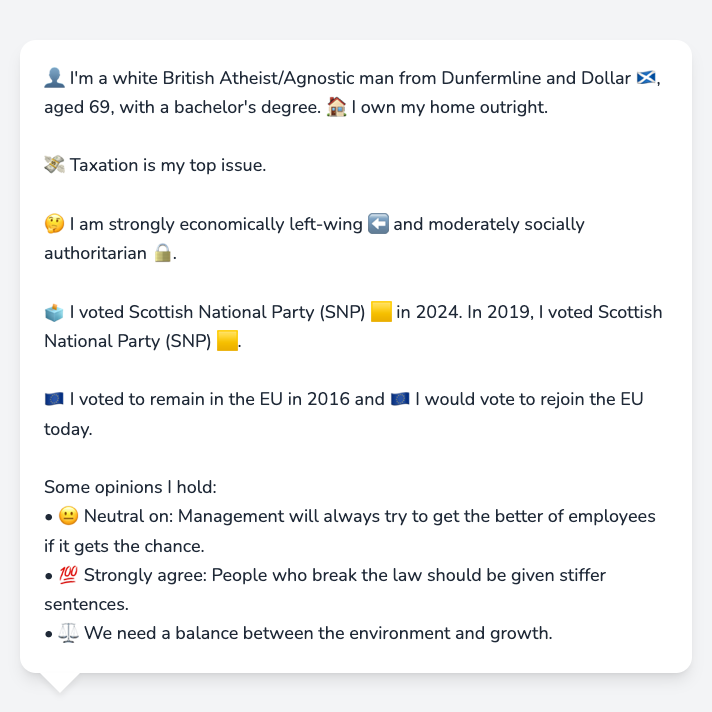 👤 I'm a white British Atheist/Agnostic man from Dunfermline and Dollar 🏴󠁧󠁢󠁳󠁣󠁴󠁿,
aged 69, with a bachelor's degree. 🏠 I own my home outright.
💸 Taxation is my top issue.
🤔 I am strongly economically left-wing ⬅️ and moderately socially
authoritarian 🔒.
🗳️ I voted Scottish National Party (SNP) 🟨 in 2024. In 2019, I voted Scottish
National Party (SNP) 🟨.
🇪🇺 I voted to remain in the EU in 2016 and 🇪🇺 I would vote to rejoin the EU
today.
Some opinions I hold:
• 😐 Neutral on: Management will always try to get the better of employees
if it gets the chance.
• 💯 Strongly agree: People who break the law should be given stiffer
sentences.
• ⚖️ We need a balance between the environment and growth.